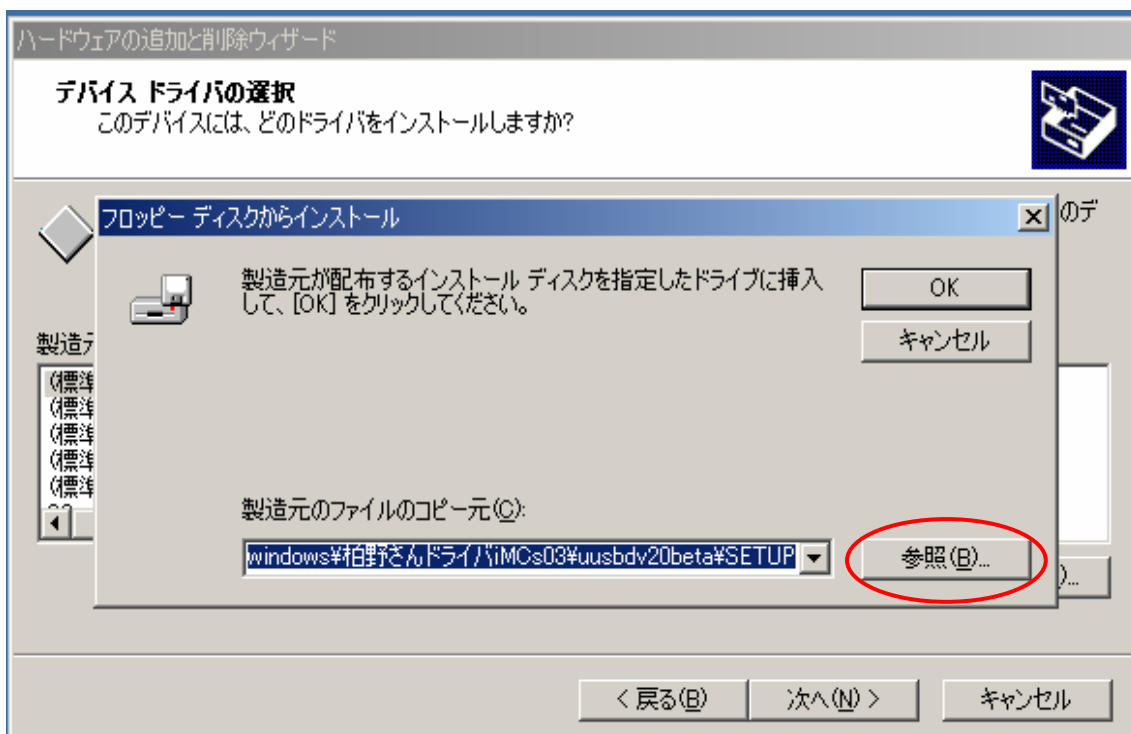 ハードウェアの追加と削除ウィザード
デバイス ドライバの選択
このデバイスには、どのドライバをインストールしますか?
のデ
フロッピー ディスクからインストール
製造元が配布するインストール ディスクを指定したドライブに挿入
して、[OK] をクリックしてください。
OK
キャンセル
製造
(標準
(標準
(標準
(標準
(標準
製造元のファイルのコピー元(C):
windows¥柏野さんドライバiMCs03¥uusbdv20beta¥SETUP
参照(B)...
)...
< 戻る(B)
次へ(N) >
キャンセル